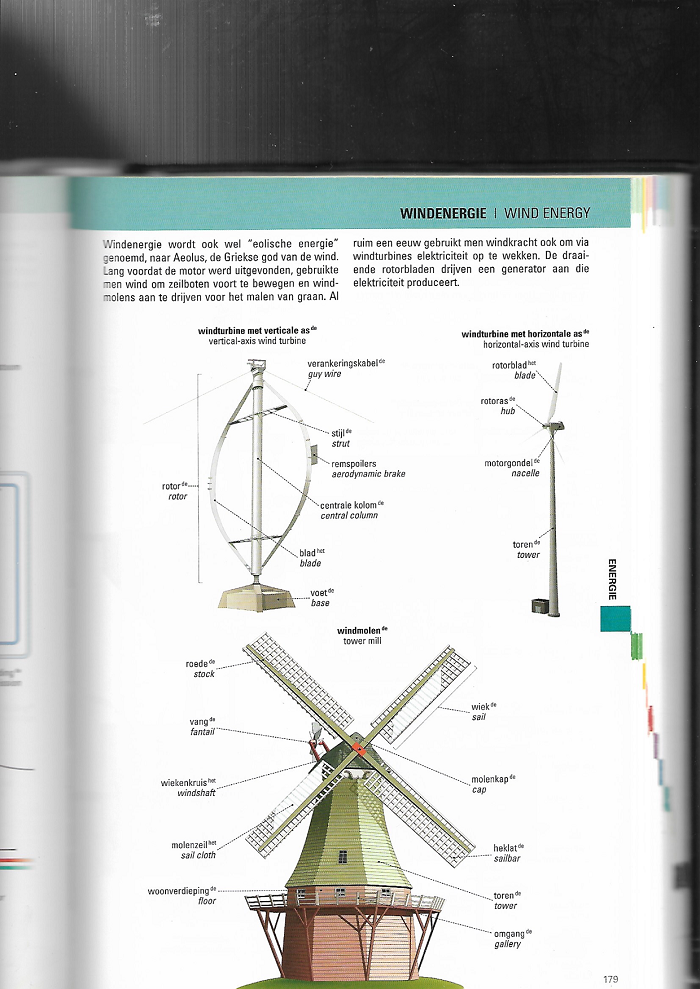 WINDENERGIE | WIND ENERGY
Windenergie wordt ook wel "eolische energie"
genoemd, naar Aeolus, de Griekse god van de wind.
Lang voordat de motor werd uitgevonden, gebruikte
men wind om zeilboten voort te bewegen en wind-
molens aan te drijven voor het malen van graan. Al
ruim een eeuw gebruikt men windkracht ook om via
windturbines elektriciteit op te wekken. De draai-
ende rotorbladen drijven een generator aan die
elektriciteit produceert.
windturbine met verticale as de
vertical-axis wind turbine
verankeringskabel de
guy wire
stijl de
strut
remspoilers
aerodynamic brake
rotor de
rotor
centrale kolom de
central column
blad het
blade
voet de
base
windturbine met horizontale as de
horizontal-axis wind turbine
rotorblad het
blade
rotoras de
hub
motorgondel de
nacelle
toren de
tower
ENERGIE
windmolen de
tower mill
roede de
stock
wiek de
sail
vang de
fantail
wiekenkruis het
windshaft
molenkap de
cap
molenzeil het
sail cloth
heklat de
sailbar
woonverdieping de
floor
toren de
tower
omgang de
gallery
179